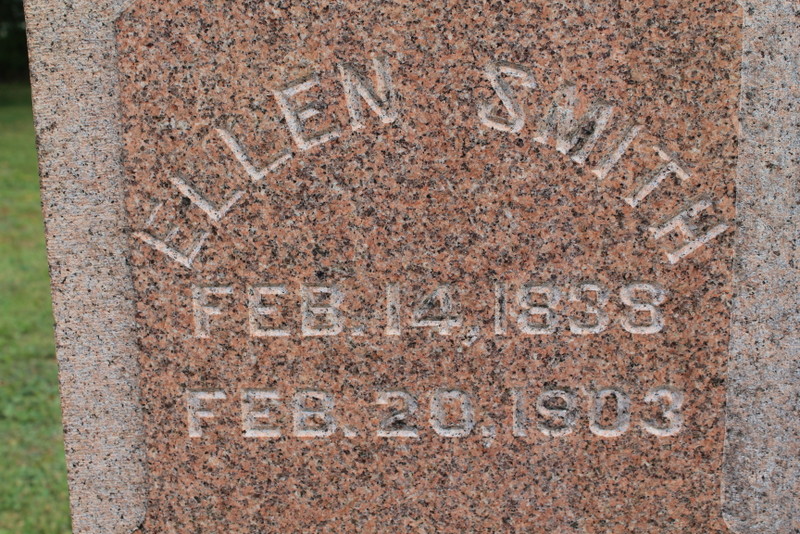 ELLEN SMITH
FEB. 14, 1838
FEB. 20, 1903